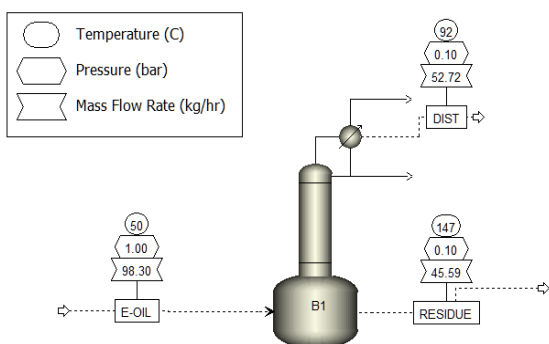 Temperature (C)
Pressure (bar)
Mass Flow Rate (kg/hr)
92
0.10
52.72
DIST
50
1.00
98.30
E-OIL
B1
147
0.10
45.59
RESIDUE